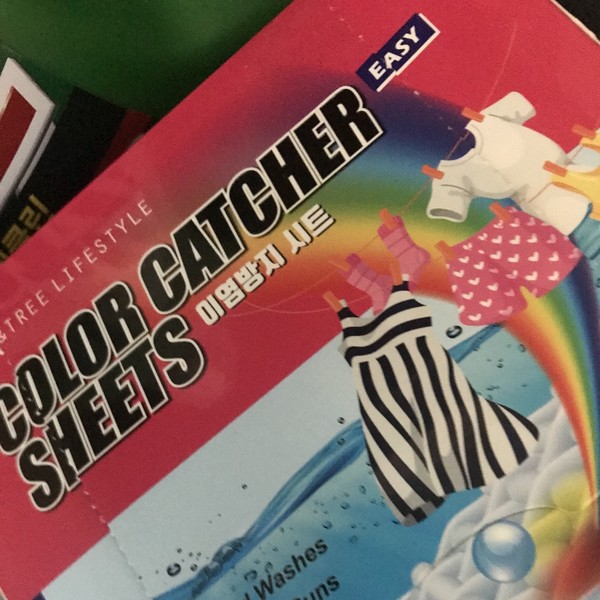 EASY
TREE LIFESTYLE
COLOR CATCHER
SHEETS
이염방지 시트
Washes